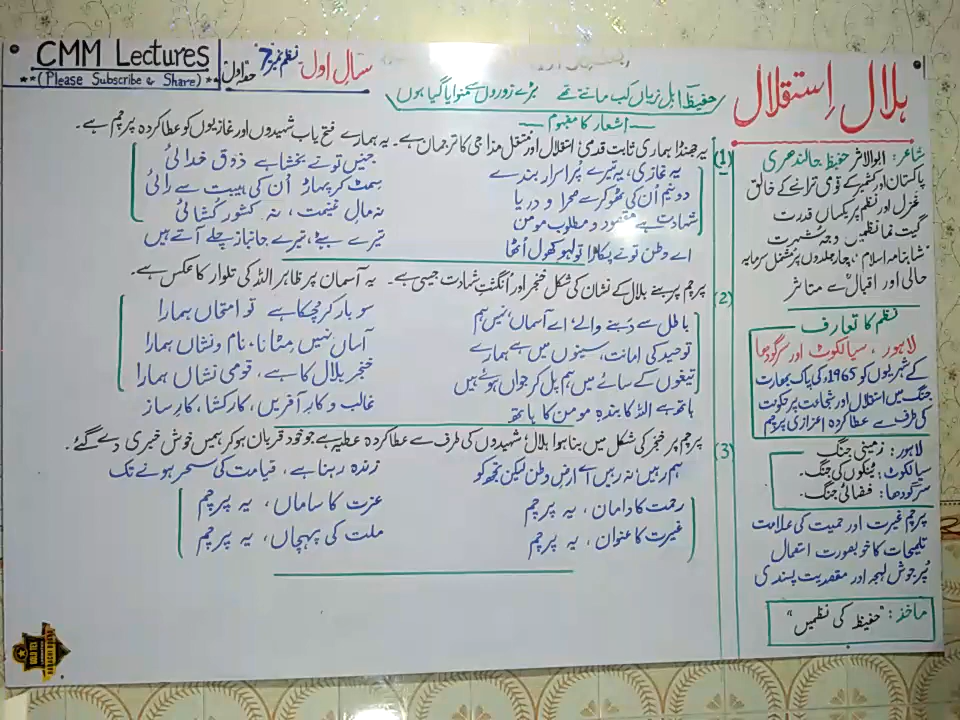 CMM Lectures
**(Please Subscribe & Share)**
سالِ اول نظم نمبر 7 حصہ اول
ہلالِ استقلال
حفیظ اہلِ زباں کب مانتے تھے بڑے زوروں سے منوایا گیا ہوں
اشعار کا مفہوم
(1) یہ جھنڈا ہماری ثابت قدمی، استقلال اور مستقل مذاجی کا ترجمان ہے۔ یہ ہمارے فتح یاب شہیدوں اور غازیوں کو عطا کردہ پرچم ہے۔
یہ غازی، یہ تیرے پُر اسرار بندے جنہیں تو نے بخشا ہے ذوقِ خدائی
دو نیم اُن کی ٹھوکر سے صحرا و دریا سمٹ کر پہاڑ اُن کی ہیبت سے رائی
شہادت ہے مقصود و مطلوبِ مومن نہ مالِ غنیمت، نہ کشور کُشائی
اے وطن تو نے پکارا تو لہو کھول اُٹھا تیرے بیٹے، تیرے جانباز چلے آتے ہیں
(2) پرچم پر بنے ہلال کے نشان کی شکل خنجر اور اُنگشتِ شہادت جیسی ہے۔ یہ آسمان پر ظاہر اللہ کی تلوار کا عکس ہے۔
باطل سے دبنے والے اے آسماں نہیں ہم سو بار کر چُکا ہے تو امتحاں ہمارا
توحید کی امانت، سینوں میں ہے ہمارے آساں نہیں مِٹانا، نام و نشاں ہمارا
تیغوں کے سائے میں ہم پل کر جواں ہوئے ہیں خنجر ہلال کا ہے، قومی نشاں ہمارا
ہاتھ ہے اللہ کا بندہ مومن کا ہاتھ غالب و کار آفریں، کارکشا، کارساز
(3) پرچم پر خنجر کی شکل میں بنا ہوا ہلال، شہیدوں کی طرف سے عطا کردہ عطیہ ہے جو خود قربان ہو کر ہمیں خوش خبری دے گئے۔
ہم رہیں نہ رہیں اے ارضِ وطن لیکن تجھ کو زندہ رہنا ہے، قیامت کی سحر ہونے تک
رحمت کا دامان، یہ پرچم عزت کا ساماں، یہ پرچم
غیرت کا عنوان، یہ پرچم ملت کی پہچاں، یہ پرچم
شاعر: ابوالاثر حفیظ جالندھری
پاکستان اور کشمیر کے قومی ترانے کے خالق
غزل اور نظم پر یکساں قدرت
گیت نما نظمیں وجہ شہرت
شاہنامہ اسلام، چار جلدوں پر مشتمل سرمایہ
حالی اور اقبالؒ سے متاثر
نظم کا تعارف
لاہور، سیالکوٹ اور سرگودھا
کے شہریوں کو 1965ء کی پاک بھارت
جنگ میں استقلال اور شجاعت پر حکومت
کی طرف سے عطا کردہ اعزازی پرچم
لاہور: زمینی جنگ
سیالکوٹ: ٹینکوں کی جنگ۔
سرگودھا: فضائی جنگ۔
پرچم غیرت اور حمیت کی علامت
تلمیحات کا خوبصورت استعمال
پُرجوش لہجہ اور مقصدیت پسندی
ماخذ: "حفیظ کی نظمیں"